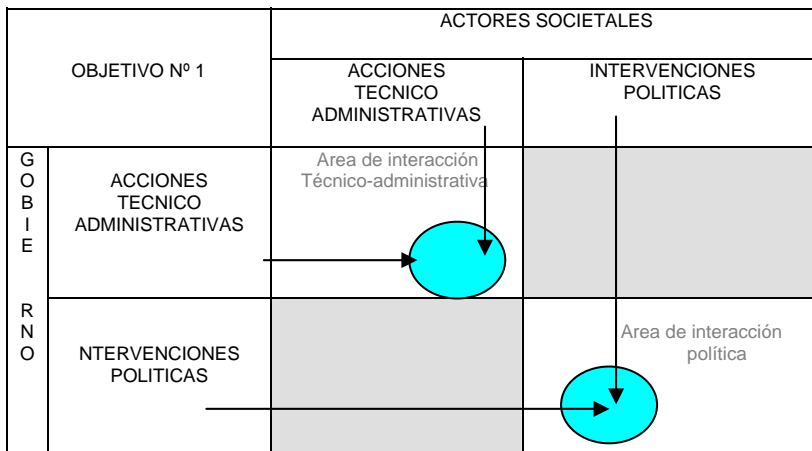 ACTORES SOCIETALES
OBJETIVO Nº 1
ACCIONES
TECNICO
ADMINISTRATIVAS
INTERVENCIONES
POLITICAS
G
O
B
I
E
R
N
O
ACCIONES
TECNICO
ADMINISTRATIVAS
Area de interacción
Técnico-administrativa
NTERVENCIONES
POLITICAS
Area de interacción
política